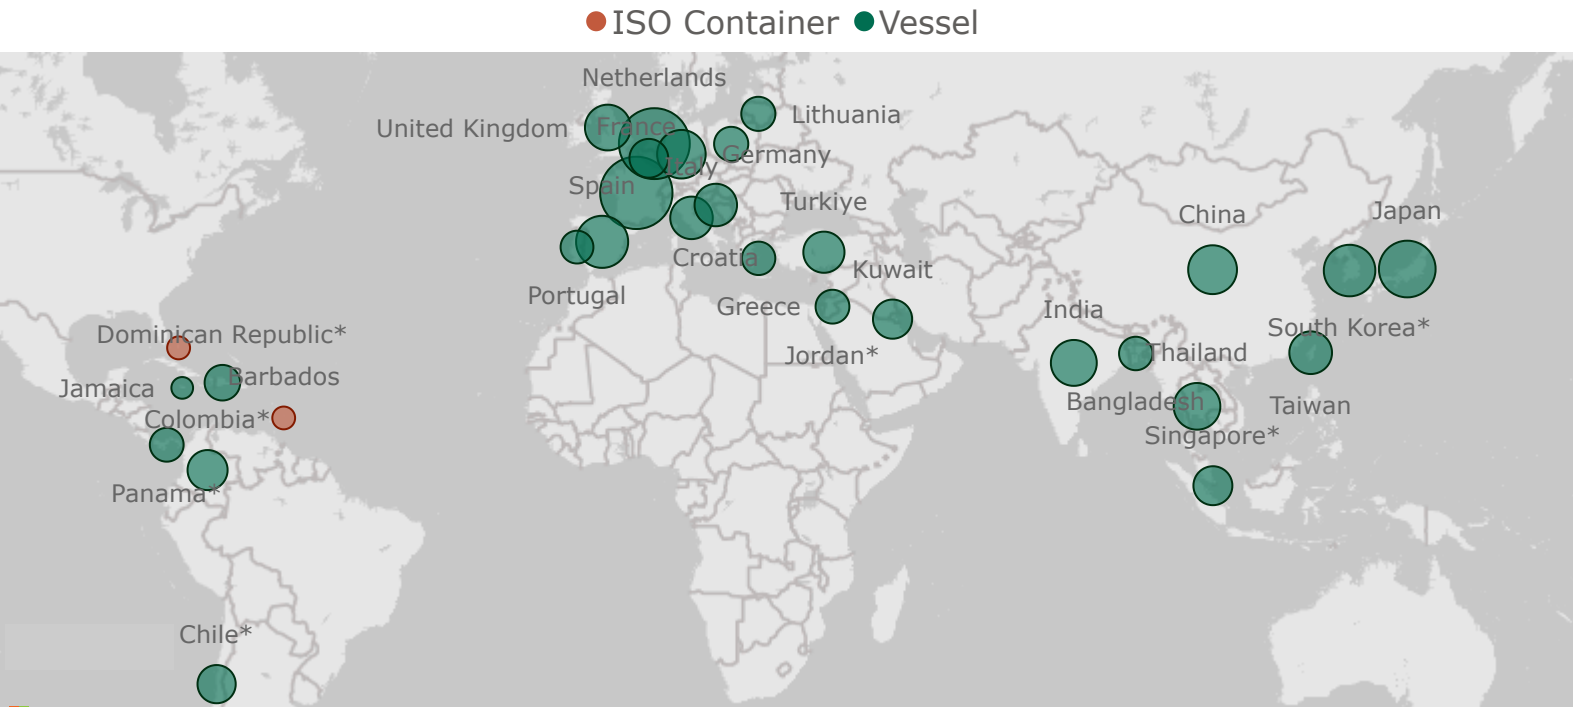 ISO Container Vessel
Netherlands
Lithuania
United Kingdom
France
Germany
Italy
Spain
Turkiye
Japan
China
Croatia
Kuwait
Portugal
Greece
India
South Korea*
Dominican Republic*
Jordan*
Thailand
Barbados
Jamaica
Bangladesh
Taiwan
Colombia*
Singapore*
Panama*
Chile*